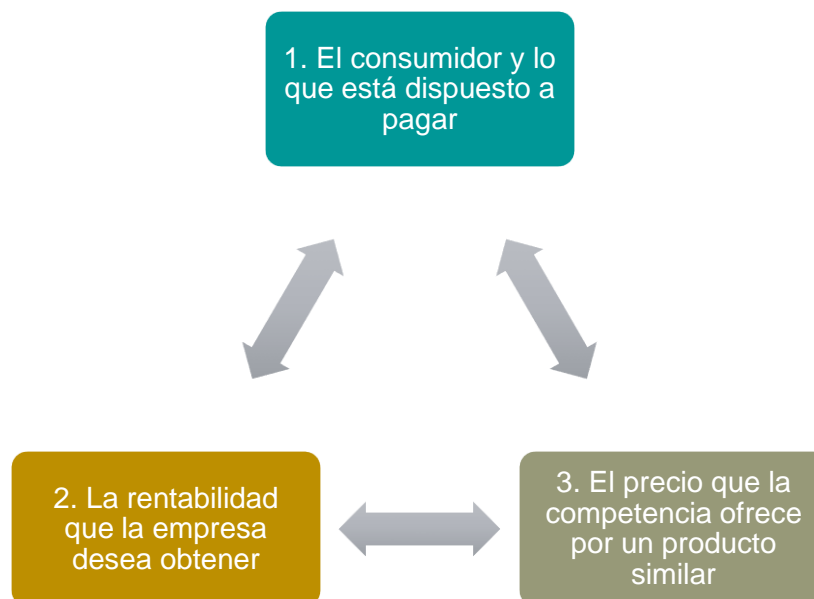 1. El consumidor y lo
que está dispuesto a
pagar
2. La rentabilidad
que la empresa
desea obtener
3. El precio que la
competencia ofrece
por un producto
similar